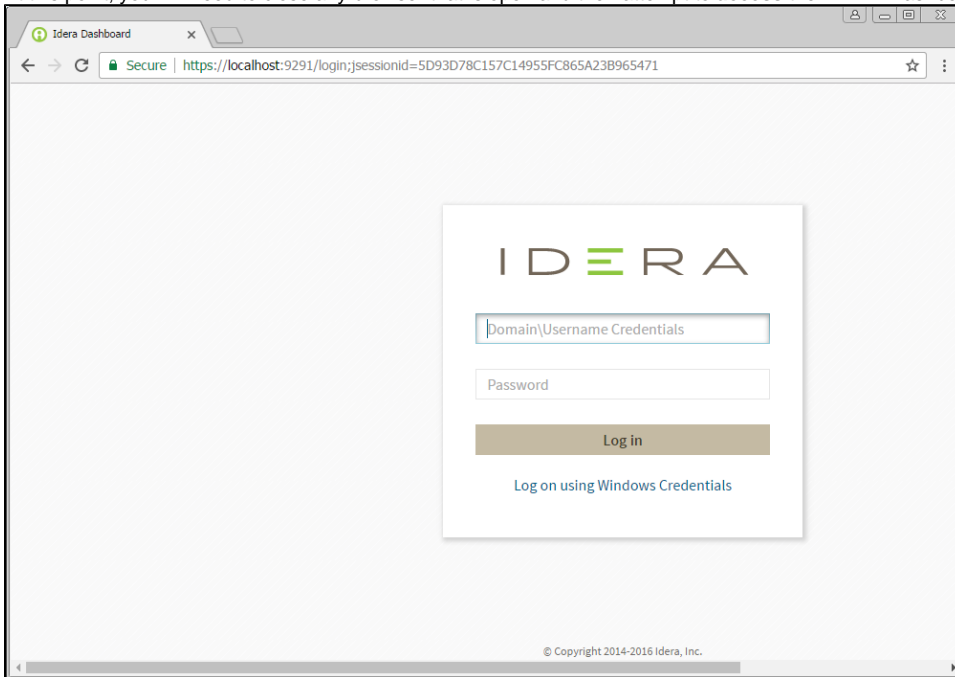 Idera Dashboard
Secure | https://localhost:9291/login;jsessionid=5D93D78C157C14955FC865A23B965471
IDERA
Domain\Username Credentials
Password
Log in
Log on using Windows Credentials
© Copyright 2014-2016 Idera, Inc.